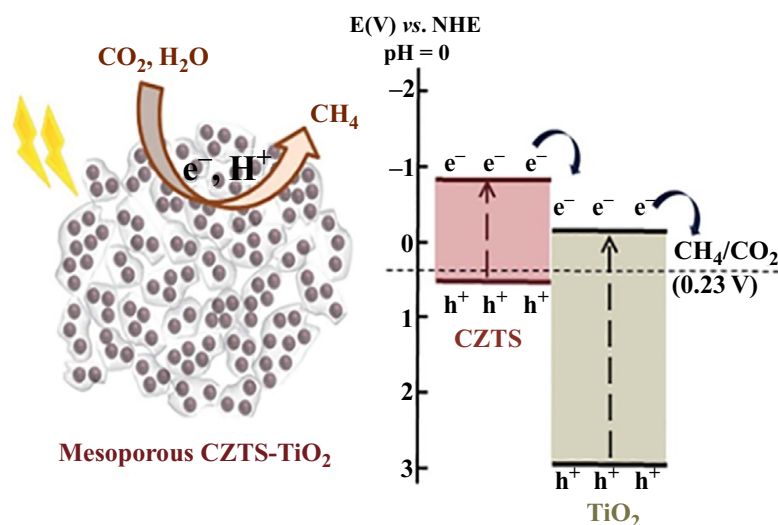 CO₂, H₂O
CH₄
e⁻, H⁺
Mesoporous CZTS-TiO₂
E(V) vs. NHE
pH = 0
–2
–1
0
1
2
3
e⁻ e⁻ e⁻
e⁻ e⁻ e⁻
CH₄/CO₂
(0.23 V)
h⁺ h⁺ h⁺
CZTS
h⁺ h⁺ h⁺
TiO₂